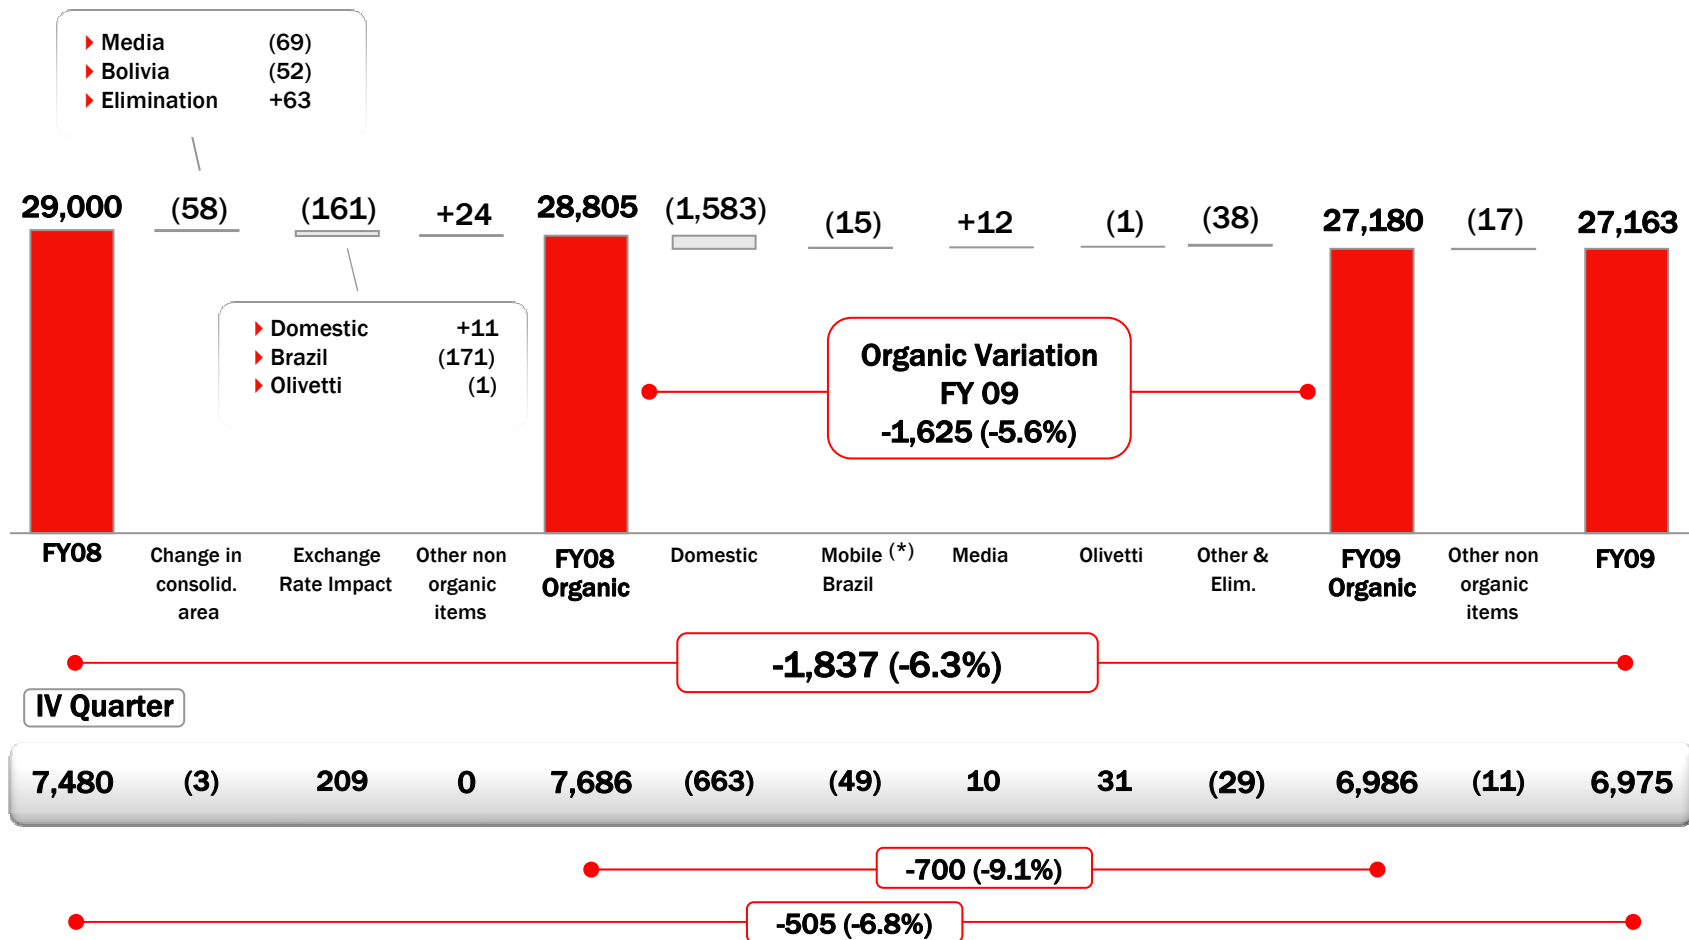 Media (69)
Bolivia (52)
Elimination +63
29,000 (58) (161) +24 28,805 (1,583) (15) +12 (1) (38) 27,180 (17) 27,163
Domestic +11
Brazil (171)
Olivetti (1)
Organic Variation
FY 09
-1,625 (-5.6%)
FY08
Change in
consolid.
area
Exchange
Rate Impact
Other non
organic
items
FY08
Organic
Domestic
Mobile (*)
Brazil
Media
Olivetti
Other &
Elim.
FY09
Organic
Other non
organic
items
FY09
-1,837 (-6.3%)
IV Quarter
7,480 (3) 209 0 7,686 (663) (49) 10 31 (29) 6,986 (11) 6,975
-700 (-9.1%)
-505 (-6.8%)